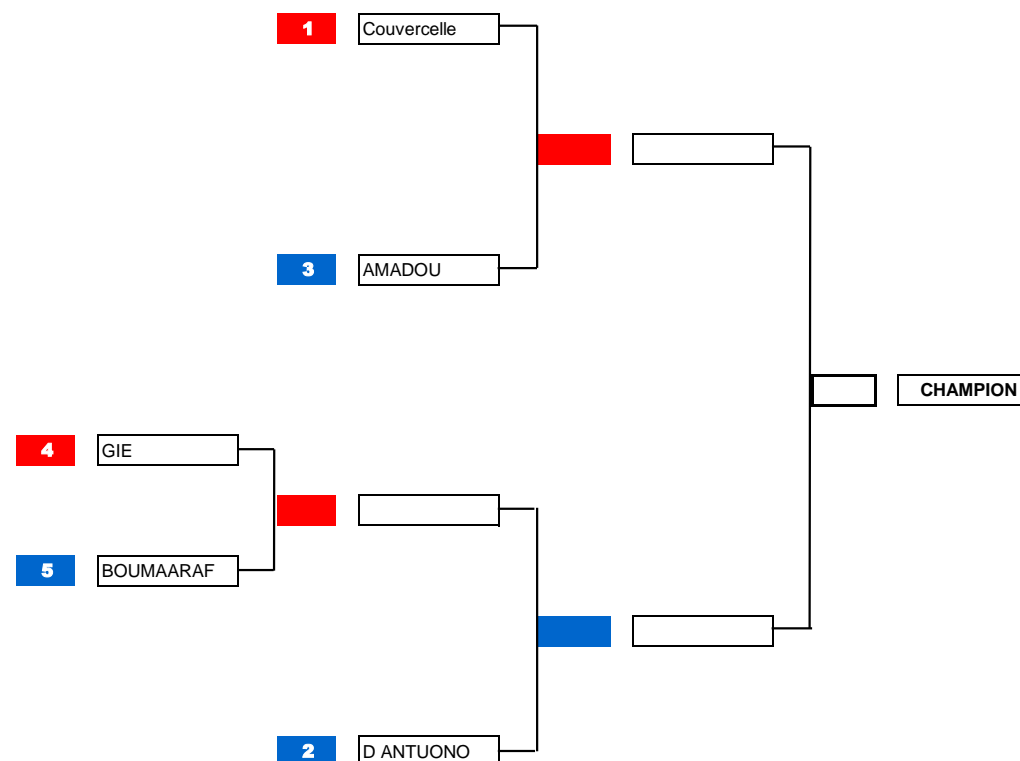 1 Couvercelle
3 AMADOU
CHAMPION
4 GIE
5 BOUMAARAF
2 D ANTUONO